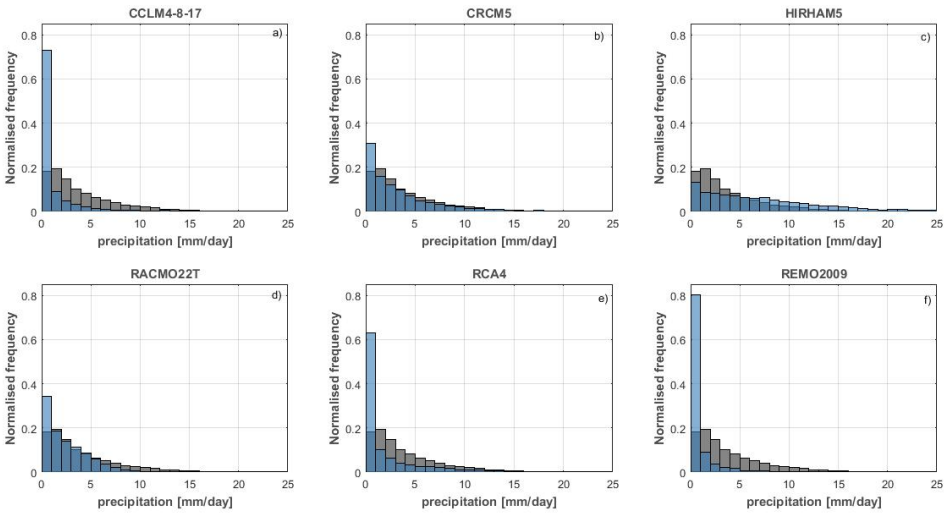 CCLM4-8-17
a)
Normalised frequency
0.8
0.6
0.4
0.2
0
0 5 10 15 20 25
precipitation [mm/day]
CRCM5
b)
Normalised frequency
0.8
0.6
0.4
0.2
0
0 5 10 15 20 25
precipitation [mm/day]
HIRHAM5
c)
Normalised frequency
0.8
0.6
0.4
0.2
0
0 5 10 15 20 25
precipitation [mm/day]
RACMO22T
d)
Normalised frequency
0.8
0.6
0.4
0.2
0
0 5 10 15 20 25
precipitation [mm/day]
RCA4
e)
Normalised frequency
0.8
0.6
0.4
0.2
0
0 5 10 15 20 25
precipitation [mm/day]
REMO2009
f)
Normalised frequency
0.8
0.6
0.4
0.2
0
0 5 10 15 20 25
precipitation [mm/day]